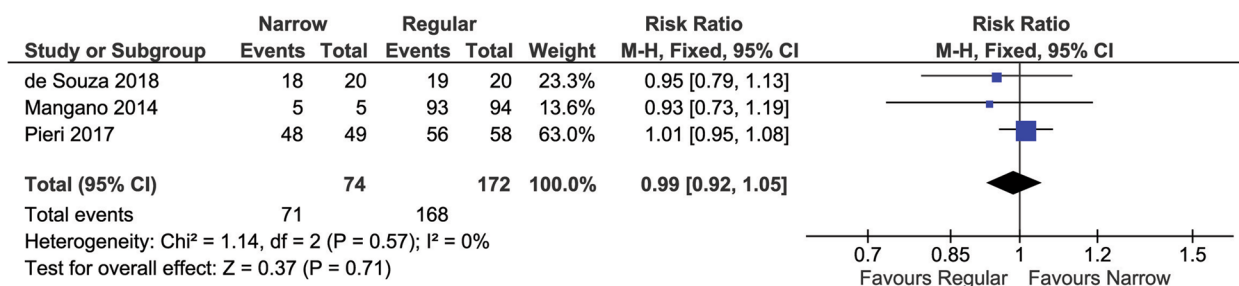 Narrow Regular Risk Ratio Risk Ratio
Study or Subgroup Events Total Events Total Weight M-H, Fixed, 95% CI M-H, Fixed, 95% CI
de Souza 2018 18 20 19 20 23.3% 0.95 [0.79, 1.13]
Mangano 2014 5 5 93 94 13.6% 0.93 [0.73, 1.19]
Pieri 2017 48 49 56 58 63.0% 1.01 [0.95, 1.08]
Total (95% CI) 74 172 100.0% 0.99 [0.92, 1.05]
Total events 71 168
Heterogeneity: Chi² = 1.14, df = 2 (P = 0.57); I² = 0%
Test for overall effect: Z = 0.37 (P = 0.71)
0.7 0.85 1 1.2 1.5
Favours Regular Favours Narrow